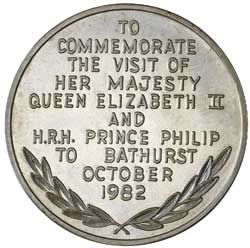 TO
COMMEMORATE
THE VISIT OF
HER MAJESTY
QUEEN ELIZABETH II
AND
H.R.H. PRINCE PHILIP
TO BATHURST
OCTOBER
1982